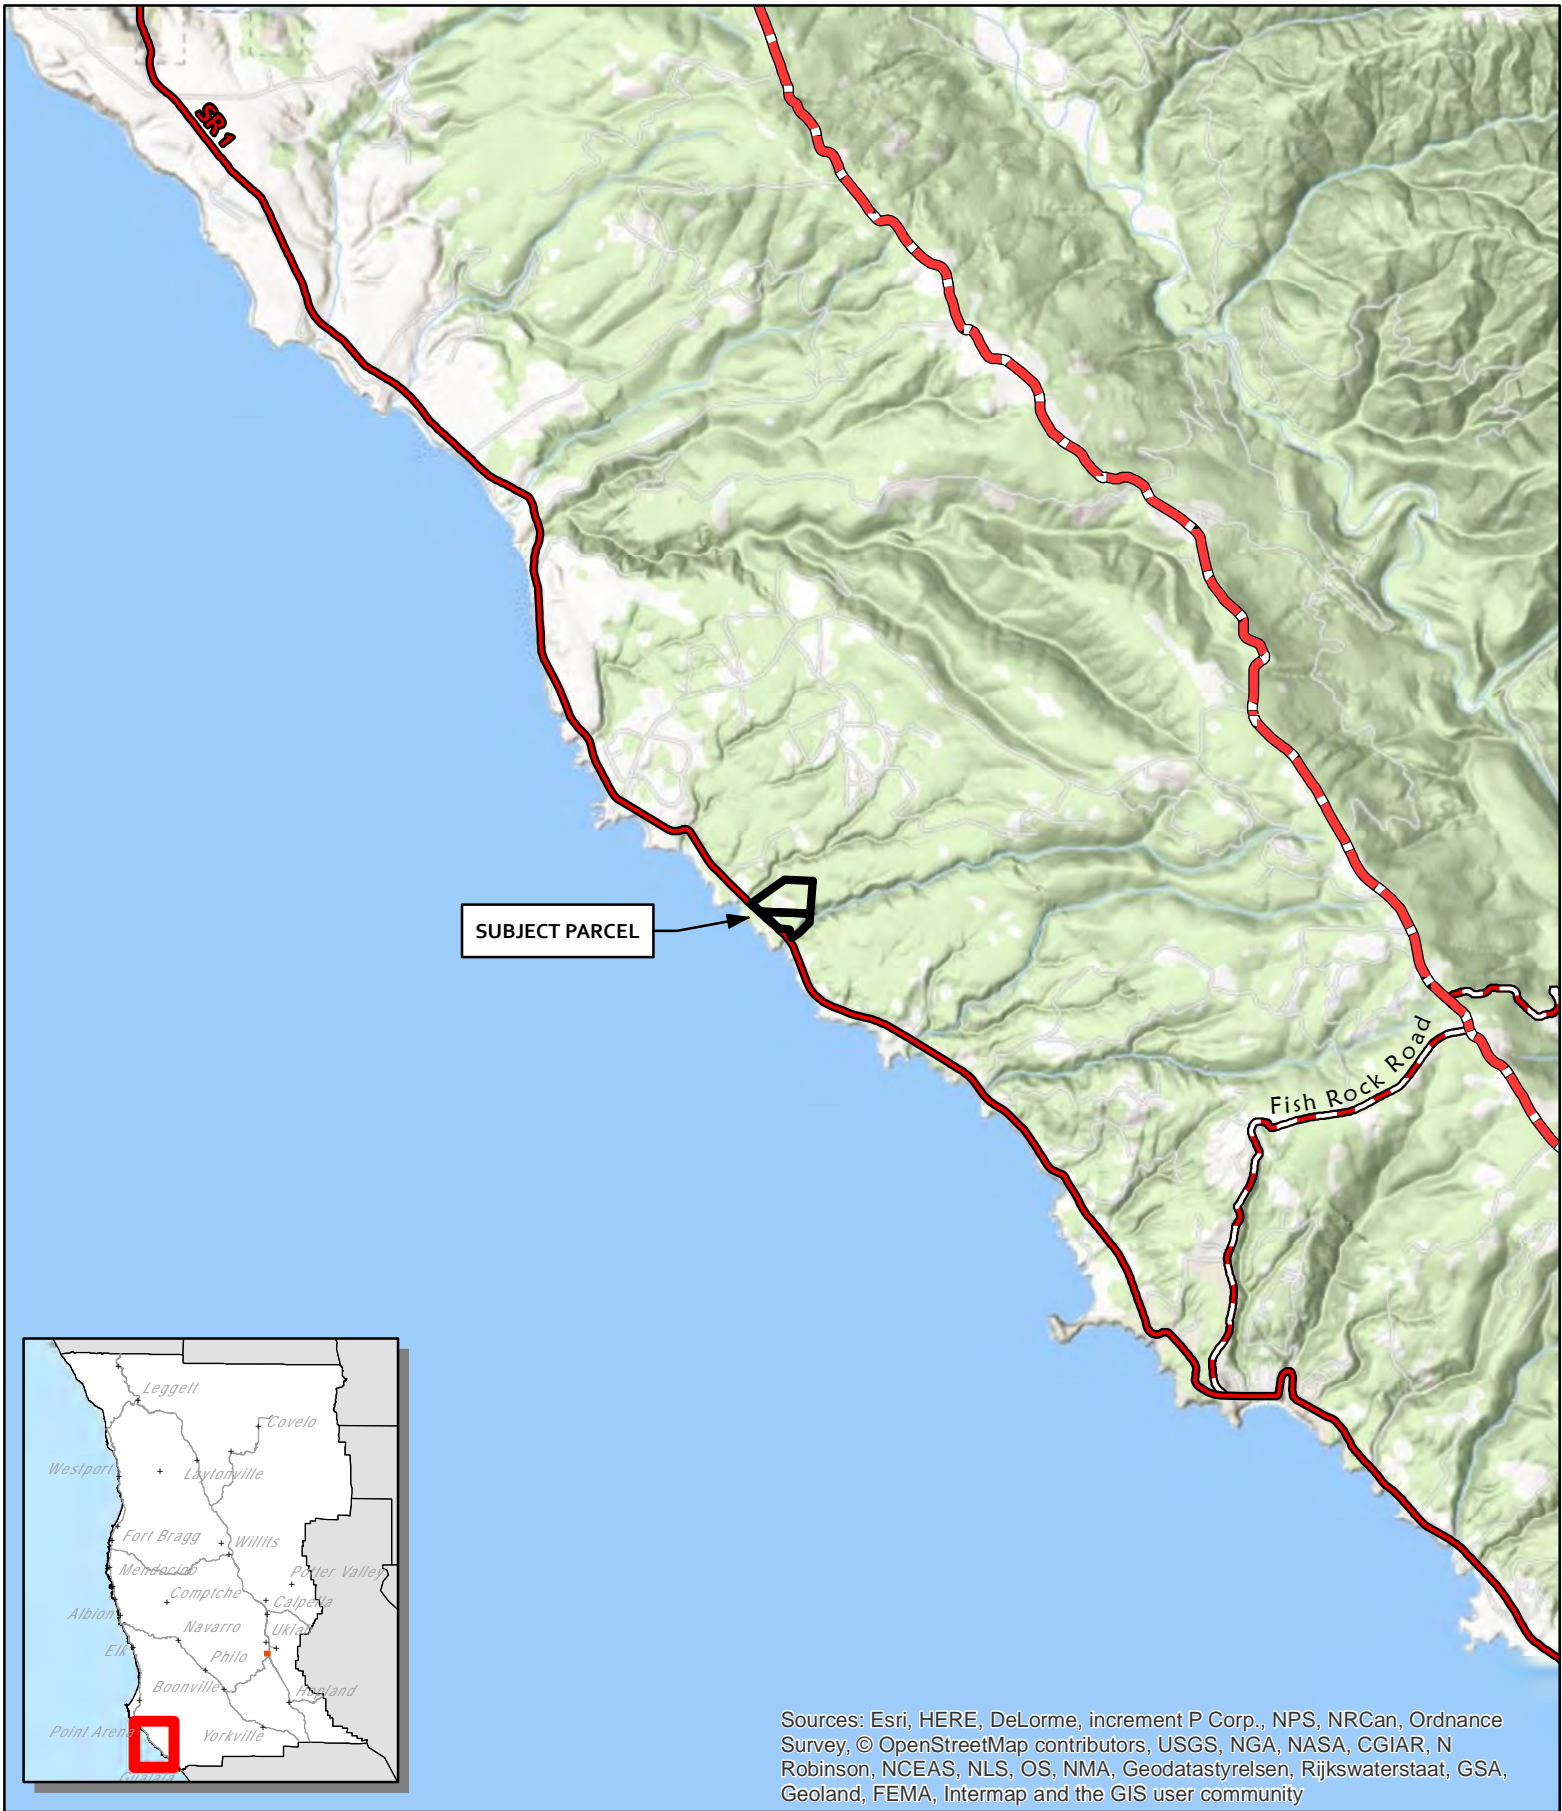 SR 1
SUBJECT PARCEL
Fish Rock Road
Leggett
Covelo
Westport
Laytonville
Fort Bragg
Willits
Mendocino
Potter Valley
Comptche
Calpella
Albion
Navarro
Ukiah
Elk
Philo
Boonville
Hopland
Point Arena
Yorkville
Gualala
Sources: Esri, HERE, DeLorme, increment P Corp., NPS, NRCan, Ordnance
Survey, © OpenStreetMap contributors, USGS, NGA, NASA, CGIAR, N
Robinson, NCEAS, NLS, OS, NMA, Geodatastyrelsen, Rijkswaterstaat, GSA,
Geoland, FEMA, Intermap and the GIS user community